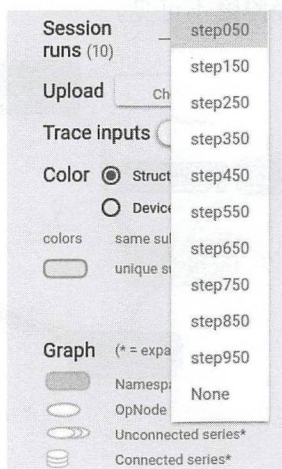 Session
runs (10)
step050
step150
Upload
step250
Trace inputs
step350
Color
Struct
step450
Device
step550
colors
same
step650
unique
step750
step850
Graph
(* = expa
step950
Namespa
None
OpNode
Unconnected series*
Connected series*